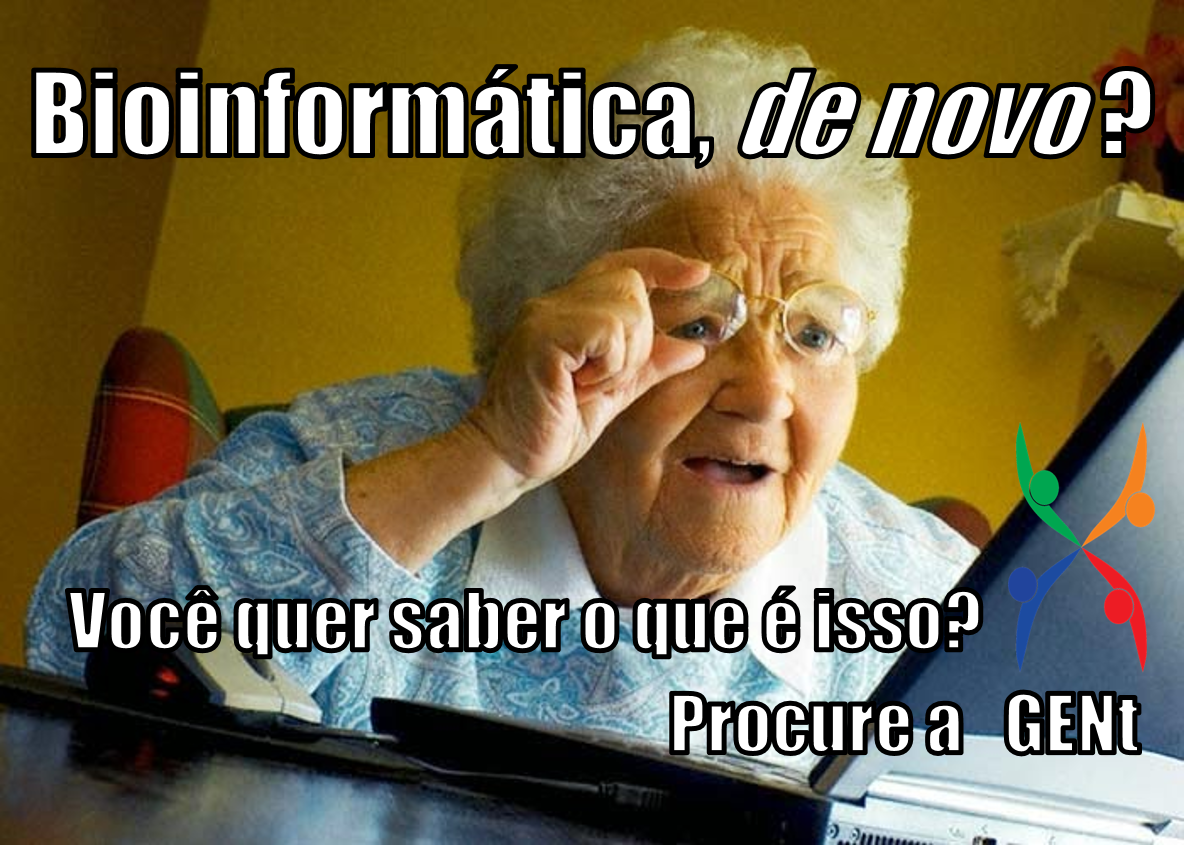 Bioinformática, de novo?
Você quer saber o que é isso?
Procure a GENt